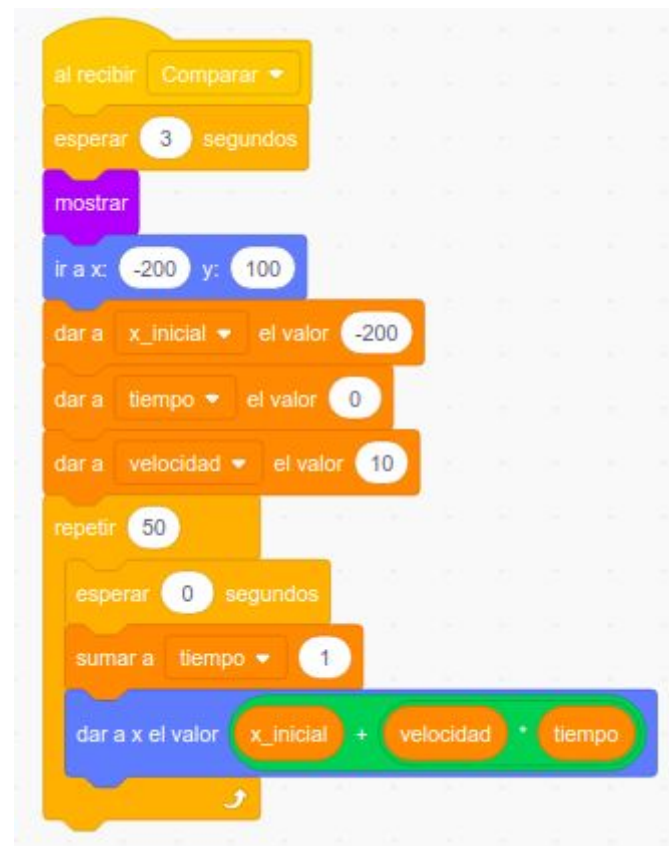 al recibir Comparar
esperar 3 segundos
mostrar
ir a x: -200 y: 100
dar a x_inicial el valor -200
dar a tiempo el valor 0
dar a velocidad el valor 10
repetir 50
esperar 0 segundos
sumar a tiempo 1
dar a x el valor x_inicial + velocidad * tiempo